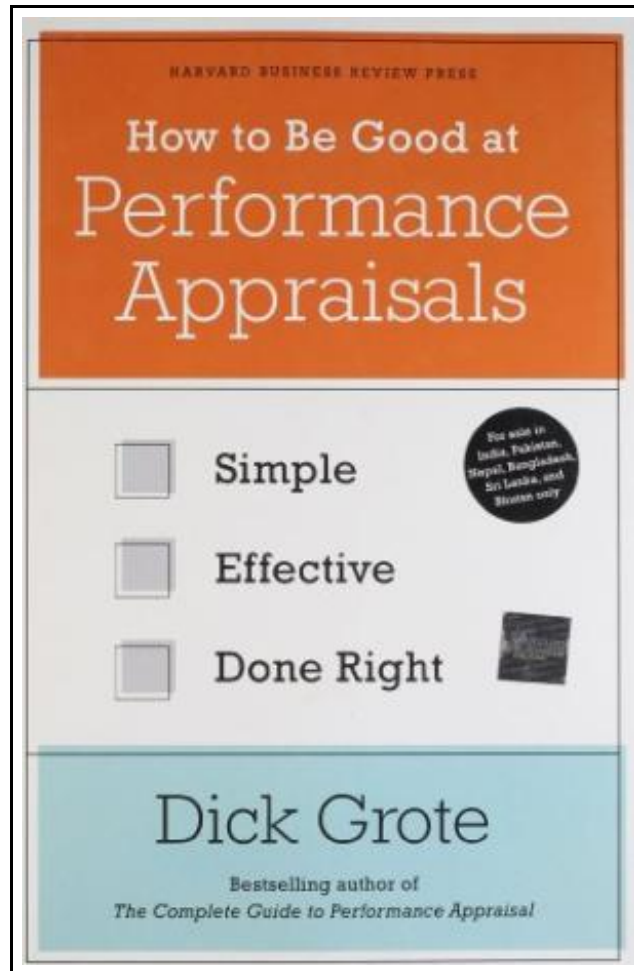 HARVARD BUSINESS REVIEW PRESS
How to Be Good at
Performance
Appraisals
Simple
For sale in
India, Pakistan,
Nepal, Bangladesh,
Sri Lanka, and
Bhutan only
Effective
Done Right
Dick Grote
Bestselling author of
The Complete Guide to Performance Appraisal